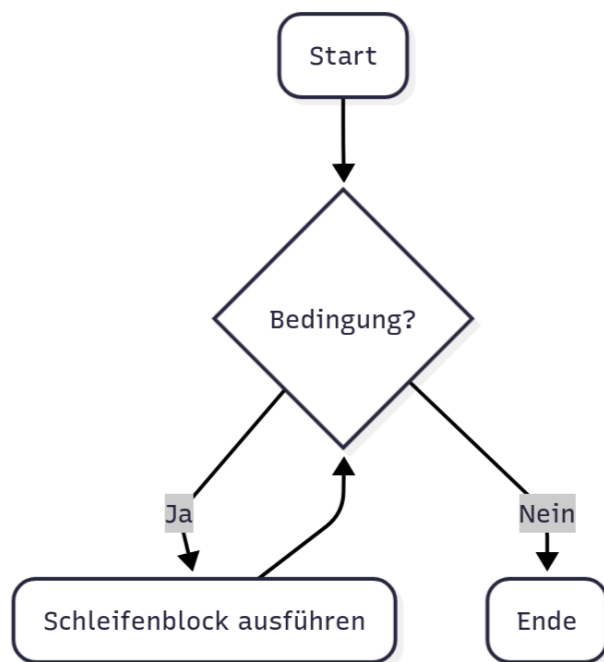 Start
Bedingung?
Ja
Nein
Schleifenblock ausführen
Ende